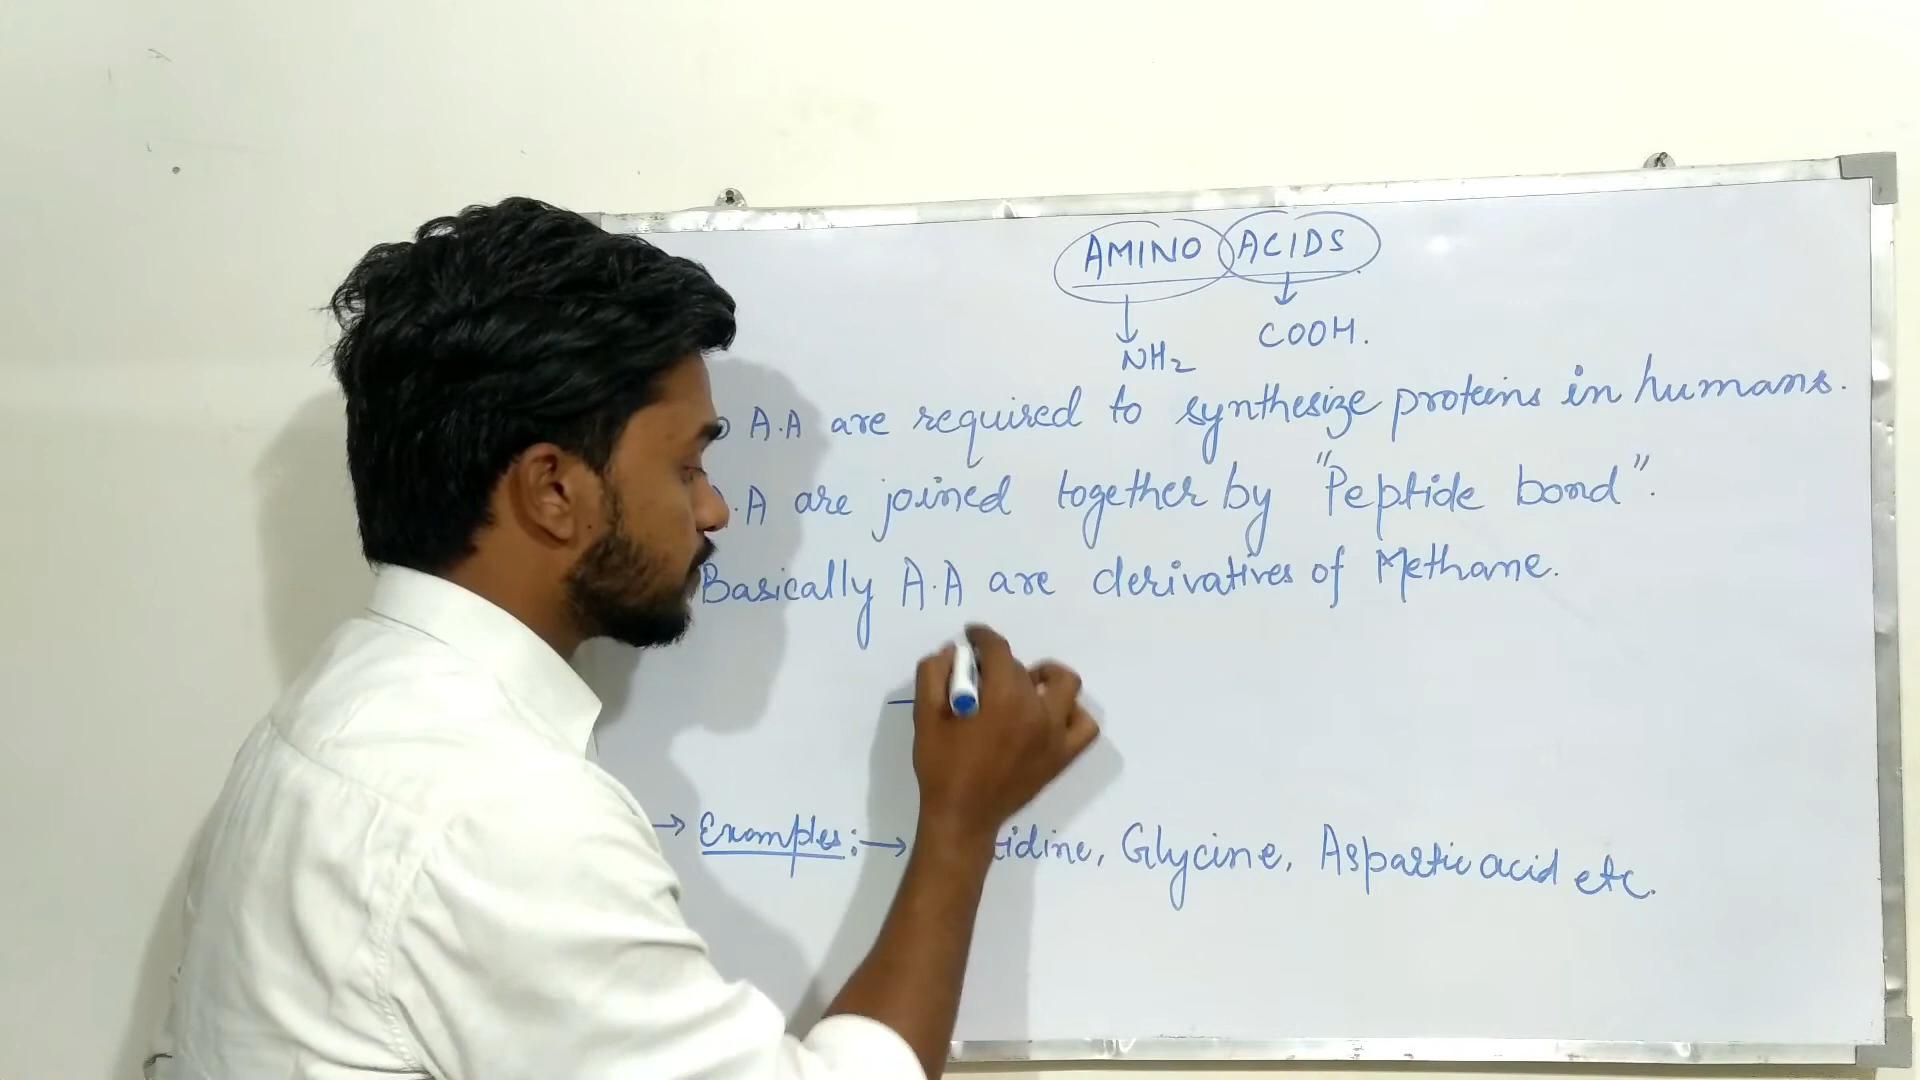 AMINO ACIDS
NH2 COOH.
A.A are required to synthesize proteins in humans.
.A are joined together by "Peptide bond".
Basically A.A are derivatives of Methane.
→ Examples:→ tidine, Glycine, Aspartic acid etc.